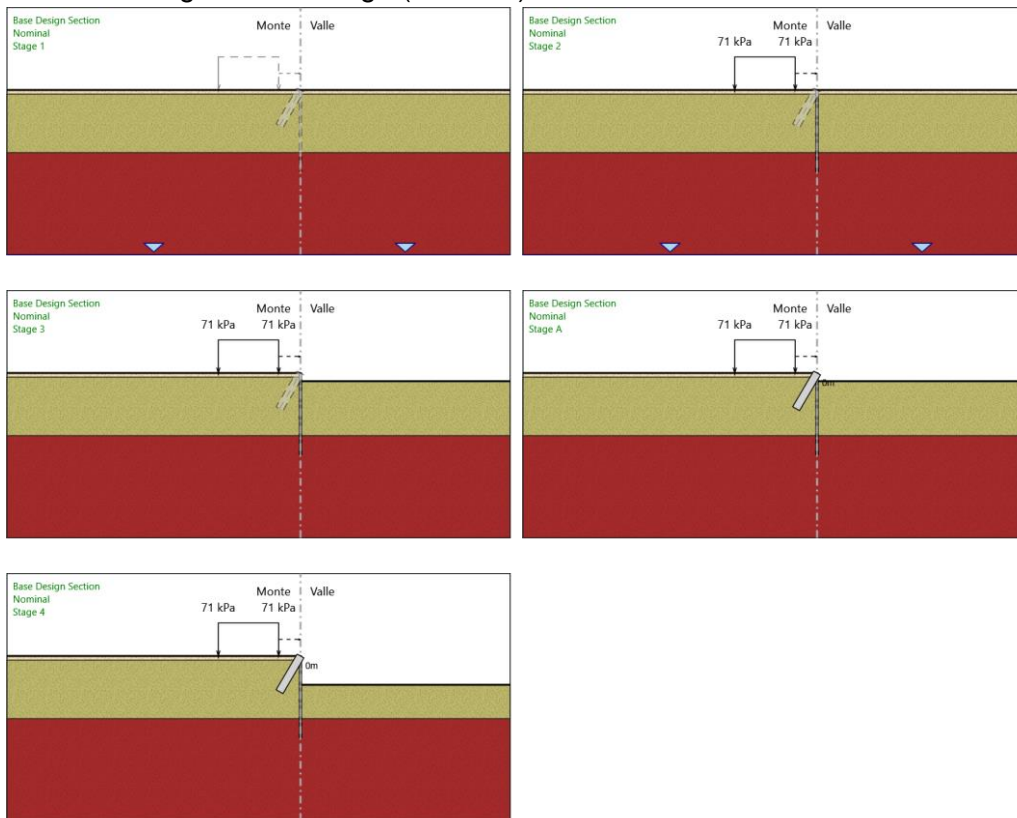 Base Design Section
Nominal
Stage 1
Monte
Valle
Base Design Section
Nominal
Stage 2
Monte
Valle
71 kPa
71 kPa
Base Design Section
Nominal
Stage 3
Monte
Valle
71 kPa
71 kPa
Base Design Section
Nominal
Stage A
Monte
Valle
71 kPa
71 kPa
0m
Base Design Section
Nominal
Stage 4
Monte
Valle
71 kPa
71 kPa
0m